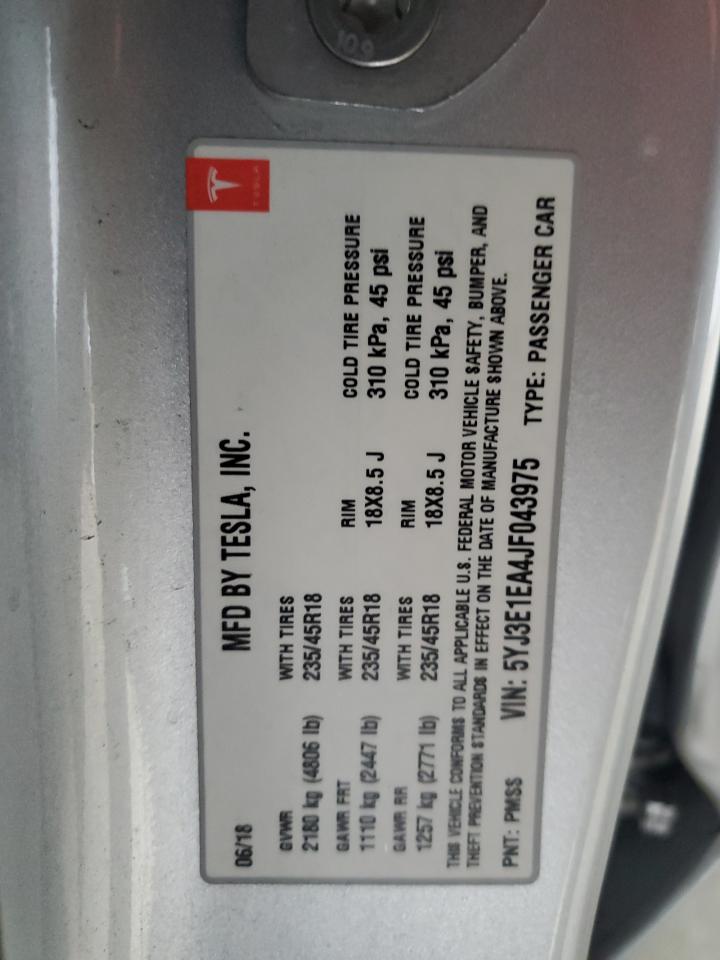 10.9
TESLA
06/18 MFD BY TESLA, INC.
GVWR WITH TIRES
2180 kg (4806 lb) 235/45R18
GAWR FRT WITH TIRES RIM COLD TIRE PRESSURE
1110 kg (2447 lb) 235/45R18 18X8.5 J 310 kPa, 45 psi
GAWR RR WITH TIRES RIM COLD TIRE PRESSURE
1257 kg (2771 lb) 235/45R18 18X8.5 J 310 kPa, 45 psi
THIS VEHICLE CONFORMS TO ALL APPLICABLE U.S. FEDERAL MOTOR VEHICLE SAFETY, BUMPER, AND
THEFT PREVENTION STANDARDS IN EFFECT ON THE DATE OF MANUFACTURE SHOWN ABOVE.
PNT: PMSS VIN: 5YJ3E1EA4JF043975 TYPE: PASSENGER CAR